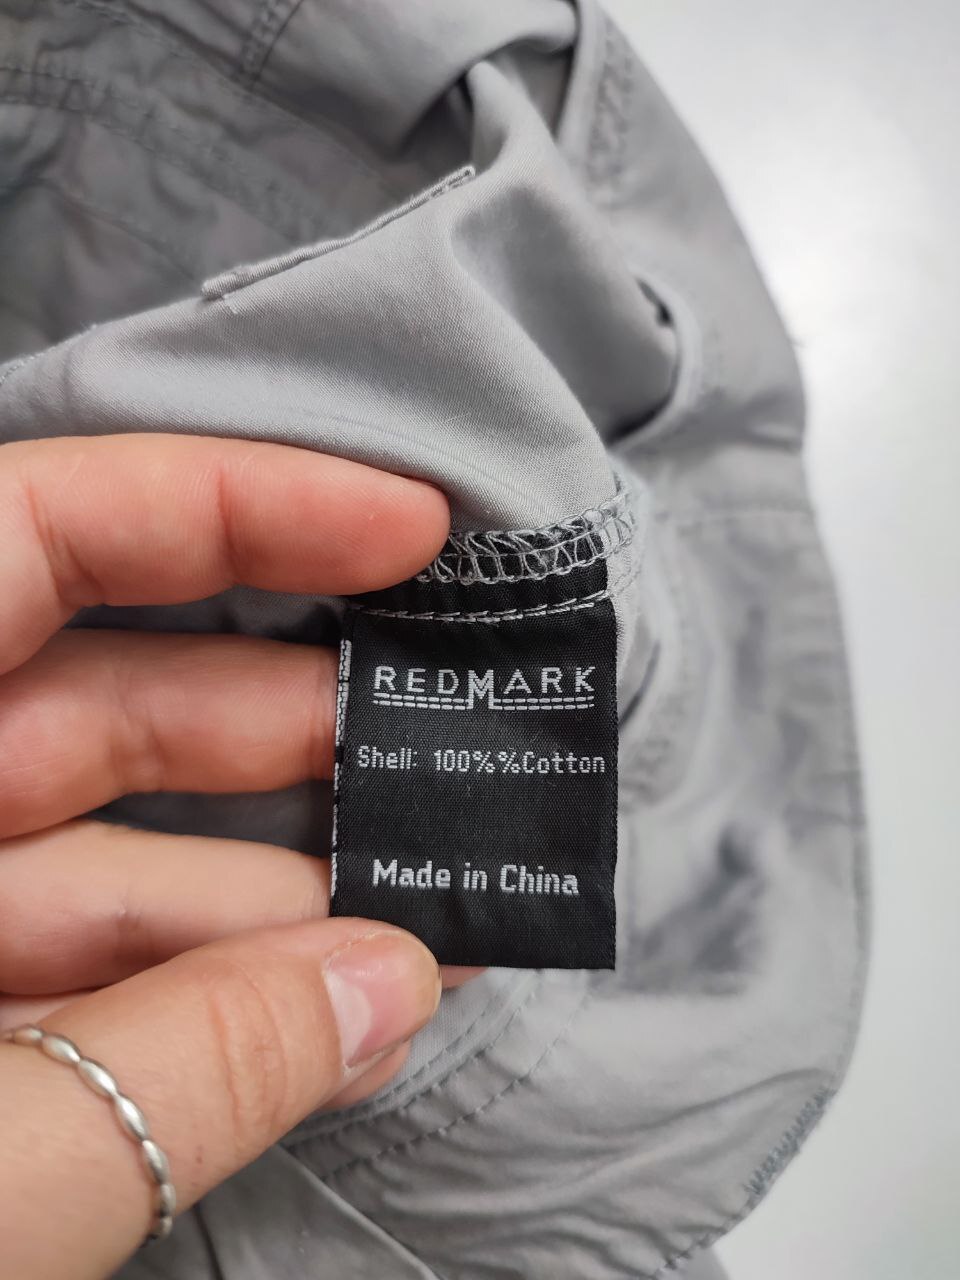 REDMARK
Shell: 100%%Cotton
Made in China